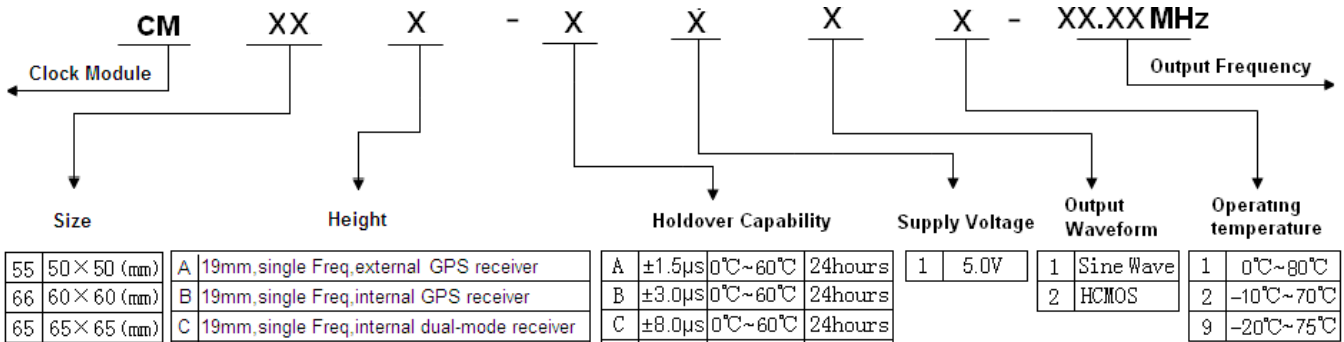 CM XX X - X X X X - XX.XX MHz
Clock Module
Output Frequency
Size
Height
Holdover Capability
Supply Voltage
Output Waveform
Operating temperature
55 50×50 (mm)
66 60×60 (mm)
65 65×65 (mm)
A 19mm,single Freq,external GPS receiver
B 19mm,single Freq,internal GPS receiver
C 19mm,single Freq,internal dual-mode receiver
A ±1.5μs 0℃~60℃ 24hours
B ±3.0μs 0℃~60℃ 24hours
C ±8.0μs 0℃~60℃ 24hours
1 5.0V
1 Sine Wave
2 HCMOS
1 0℃~80℃
2 -10℃~70℃
9 -20℃~75℃